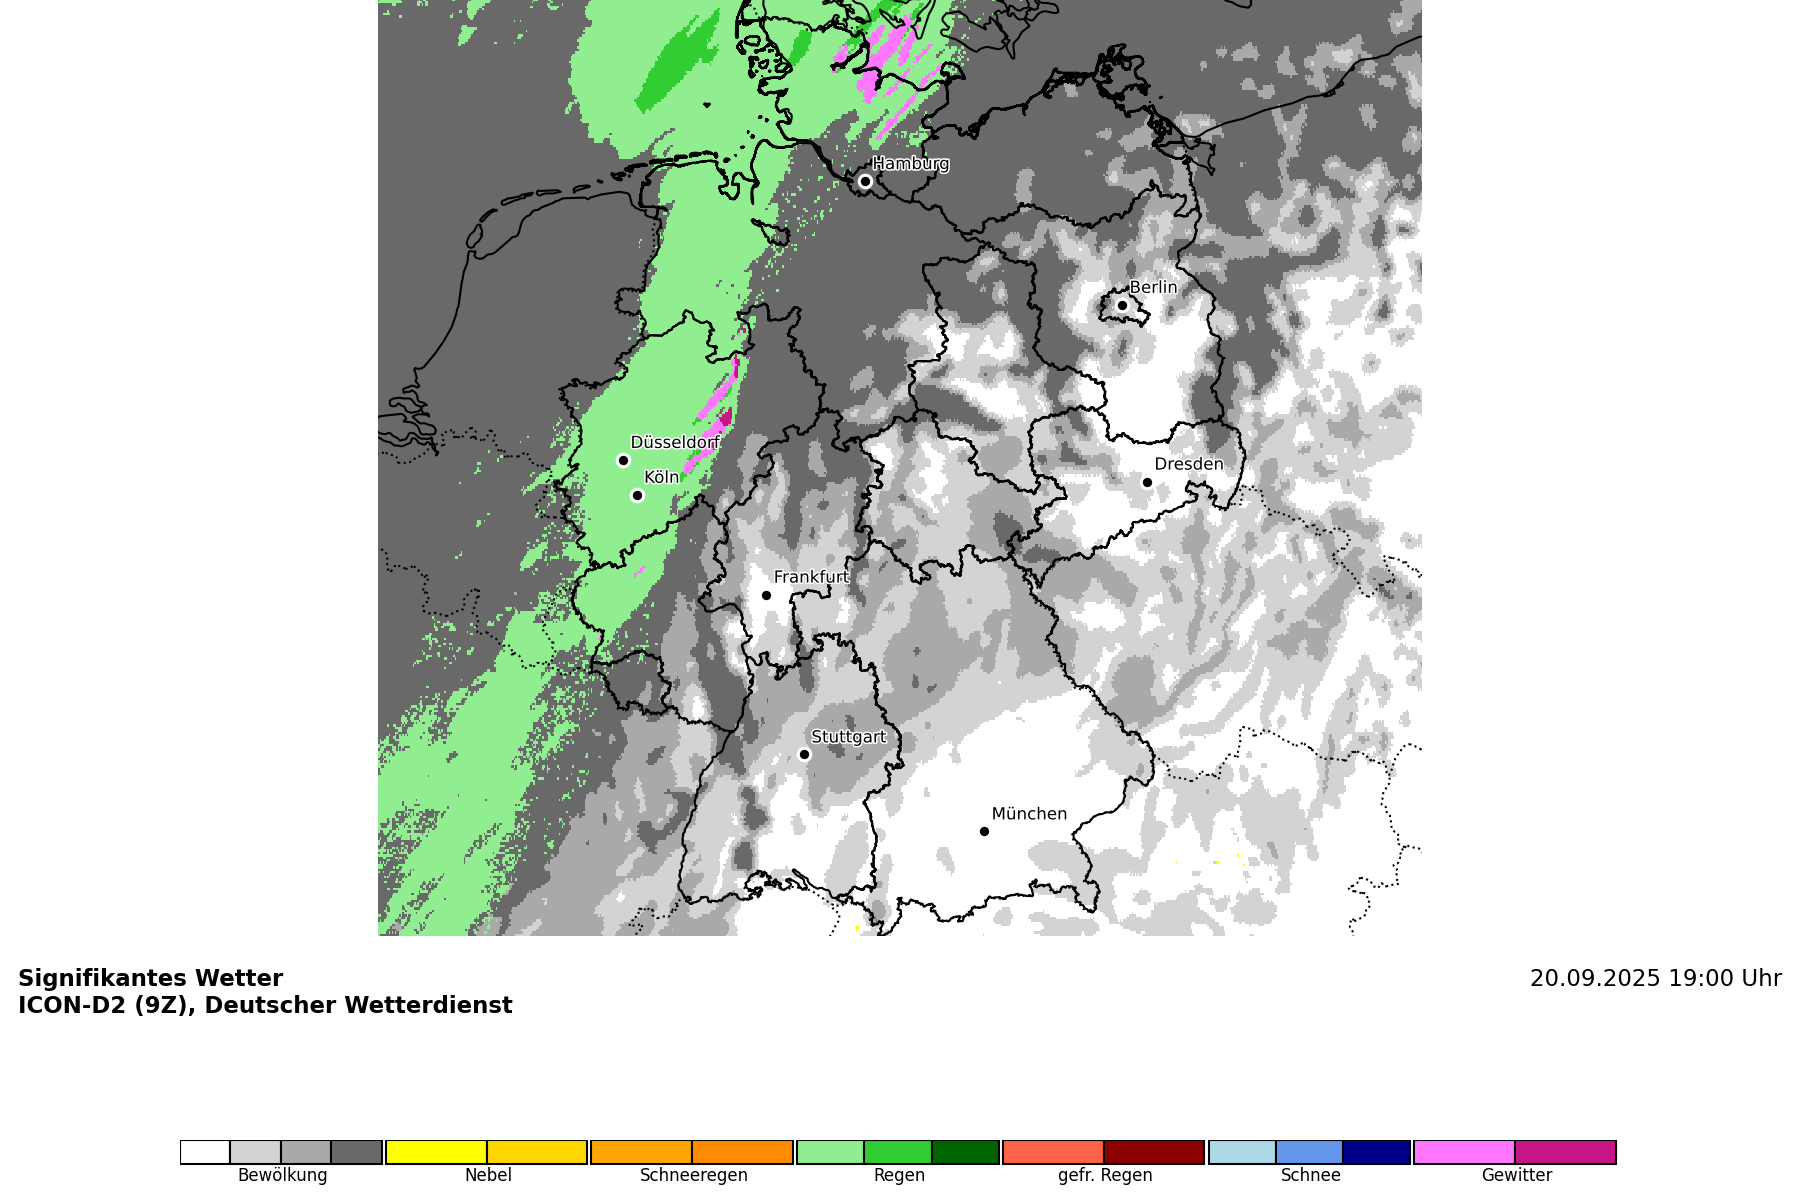 Hamburg
Berlin
Düsseldorf
Köln
Dresden
Frankfurt
Stuttgart
München
Signifikantes Wetter
ICON-D2 (9Z), Deutscher Wetterdienst
20.09.2025 19:00 Uhr
Bewölkung
Nebel
Schneeregen
Regen
gefr. Regen
Schnee
Gewitter